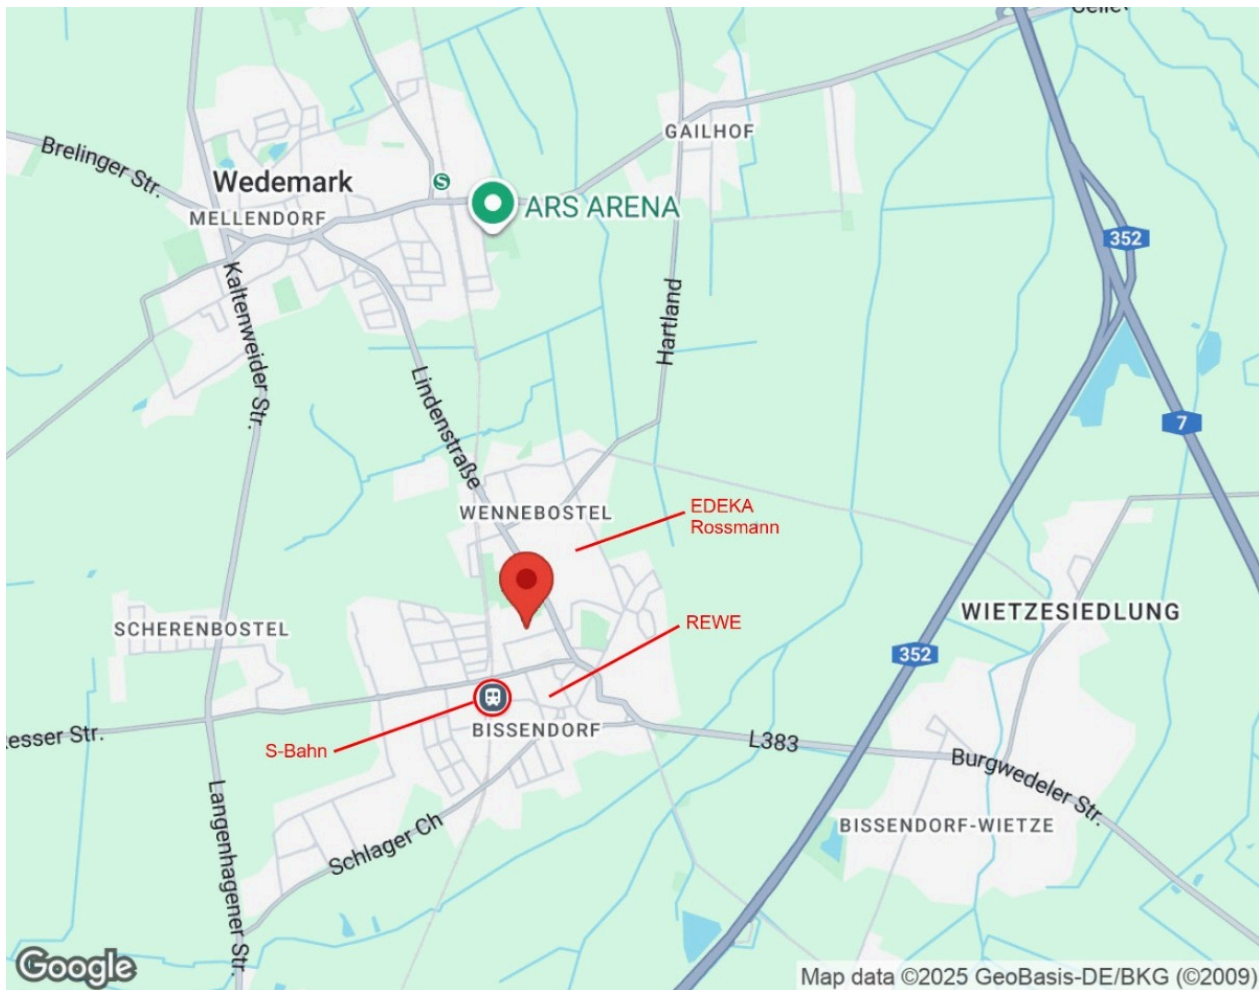 GAILHOF
Brelinger Str.
Wedemark
S
ARS ARENA
MELLENDORF
352
Kaltenweider Str.
Hartland
Lindenstraße
7
EDEKA
Rossmann
WENNEBOSTEL
WIETZESIEDLUNG
SCHERENBOSTEL
REWE
352
BISSENDORF
esser Str.
S-Bahn
L383
Burgwedeler Str.
Langenhagener Str.
Schlager Ch
BISSENDORF-WIETZE
Google
Map data ©2025 GeoBasis-DE/BKG (©2009)